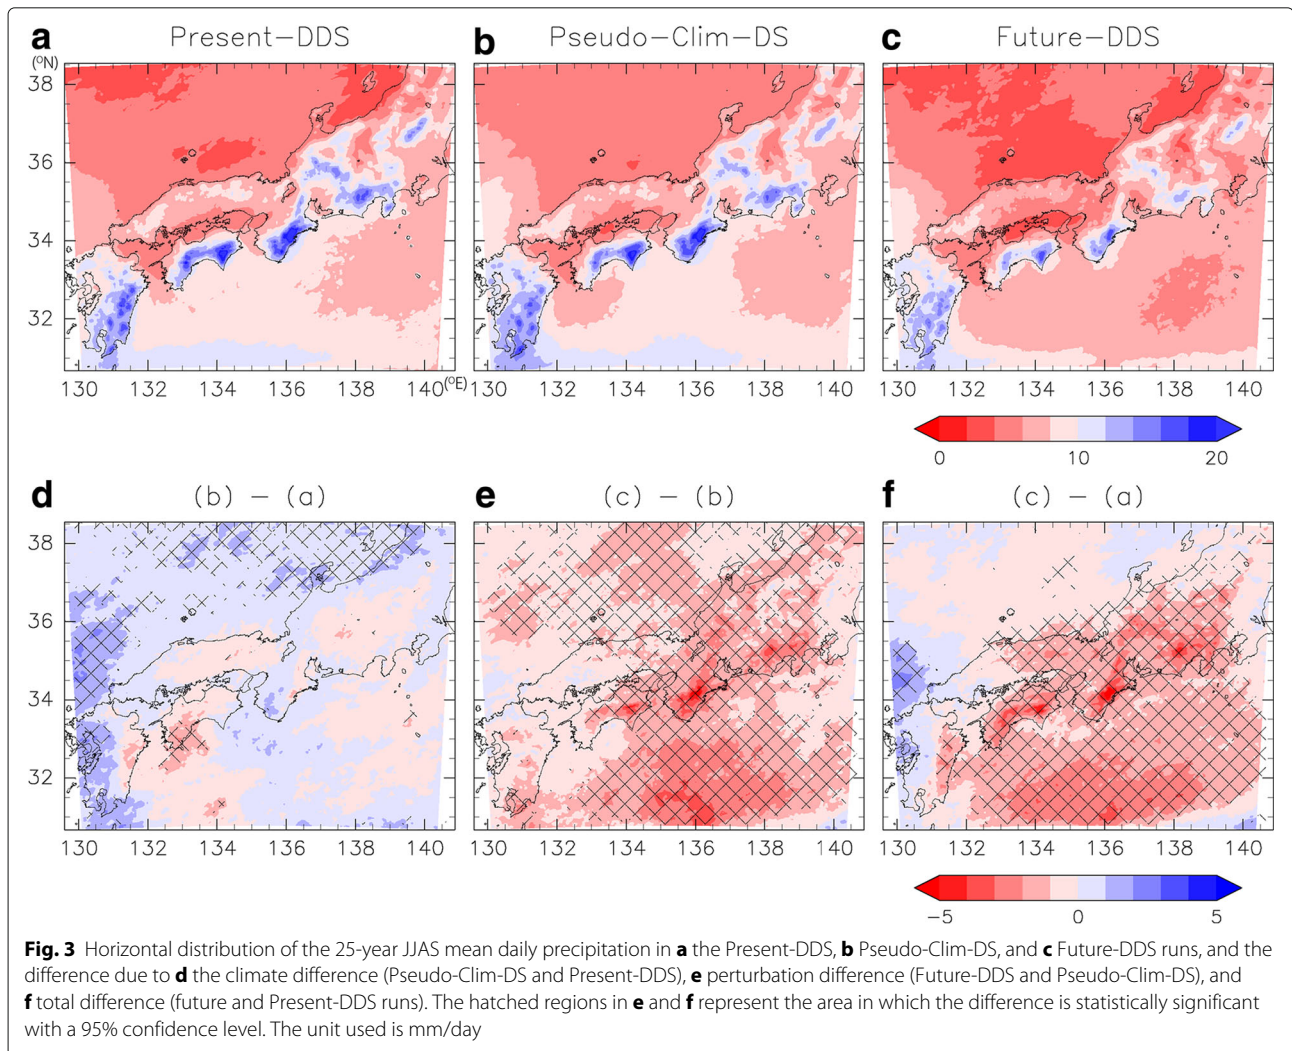 a Present–DDS
b Pseudo–Clim–DS
c Future–DDS
(ºN)
38
36
34
32
130 132 134 136 138 140 (ºE)
130 132 134 136 138 140
130 132 134 136 138 140
0 10 20
d (b) – (a)
e (c) – (b)
f (c) – (a)
38
36
34
32
130 132 134 136 138 140
130 132 134 136 138 140
130 132 134 136 138 140
−5 0 5
Fig. 3 Horizontal distribution of the 25-year JJAS mean daily precipitation in a the Present-DDS, b Pseudo-Clim-DS, and c Future-DDS runs, and the
difference due to d the climate difference (Pseudo-Clim-DS and Present-DDS), e perturbation difference (Future-DDS and Pseudo-Clim-DS), and
f total difference (future and Present-DDS runs). The hatched regions in e and f represent the area in which the difference is statistically significant
with a 95% confidence level. The unit used is mm/day